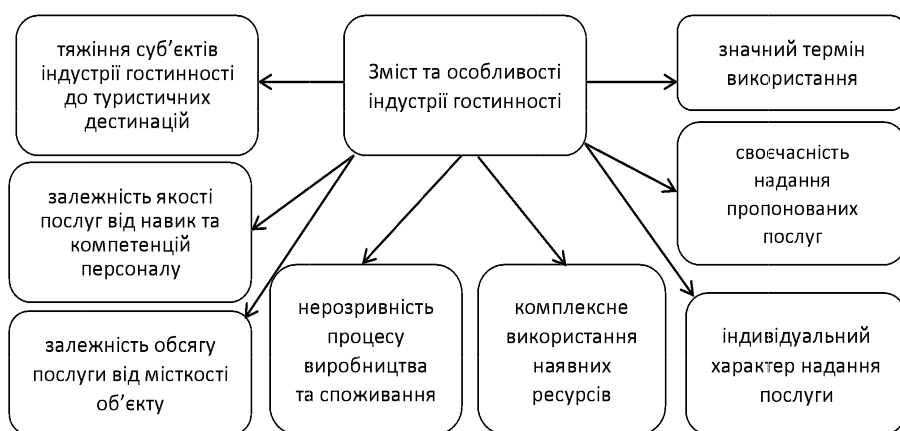 тяжіння суб’єктів
індустрії гостинності
до туристичних
дестинацій
Зміст та особливості
індустрії гостинності
значний термін
використання
своєчасність
надання
пропонованих
послуг
залежність якості
послуг від навик та
компетенцій
персоналу
залежність обсягу
послуги від місткості
об’єкту
нерозривність
процесу
виробництва
та споживання
комплексне
використання
наявних
ресурсів
індивідуальний
характер надання
послуги